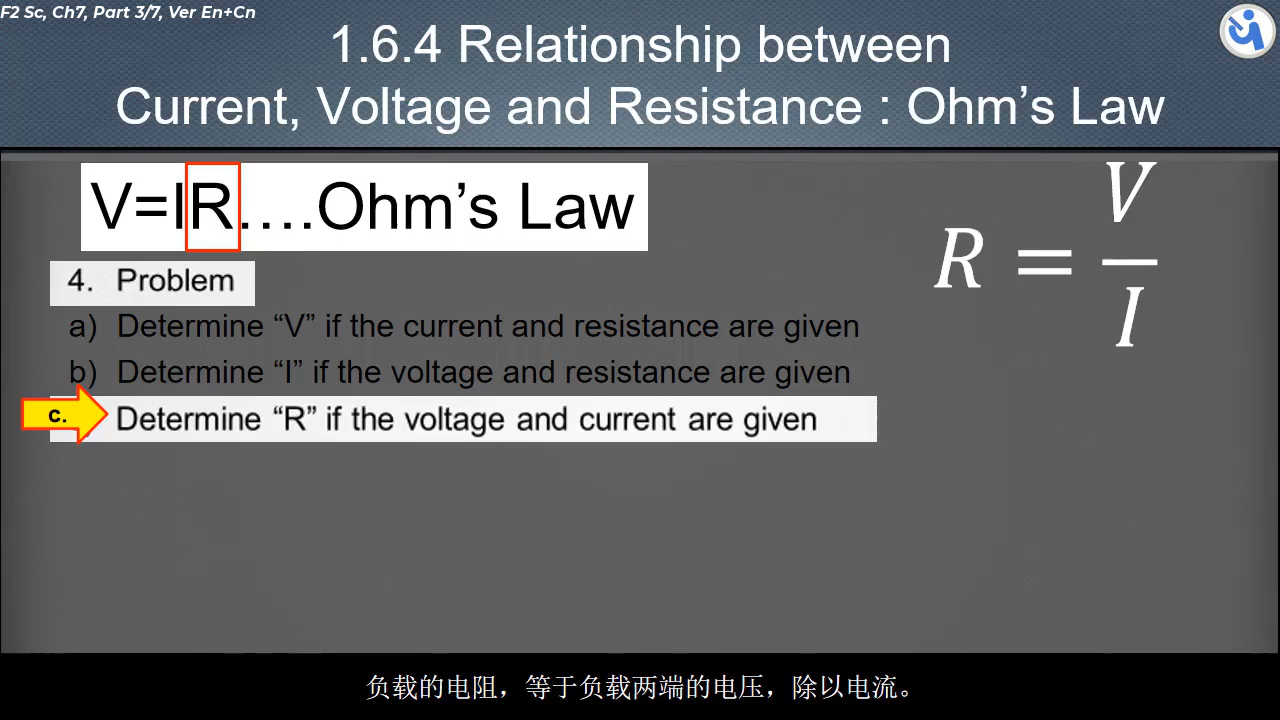 F2 Sc, Ch7, Part 3/7, Ver En+Cn
1.6.4 Relationship between
Current, Voltage and Resistance : Ohm’s Law
V=IR….Ohm’s Law
R = V/I
4. Problem
a) Determine “V” if the current and resistance are given
b) Determine “I” if the voltage and resistance are given
c. Determine “R” if the voltage and current are given
负载的电阻，等于负载两端的电压，除以电流。